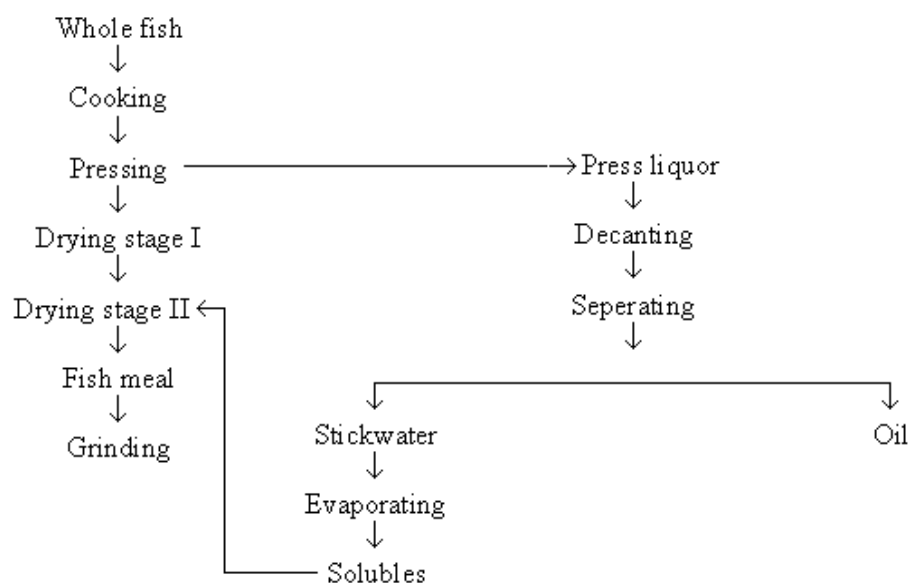 Whole fish
Cooking
Pressing
Press liquor
Drying stage I
Decanting
Drying stage II
Seperating
Fish meal
Grinding
Stickwater
Oil
Evaporating
Solubles